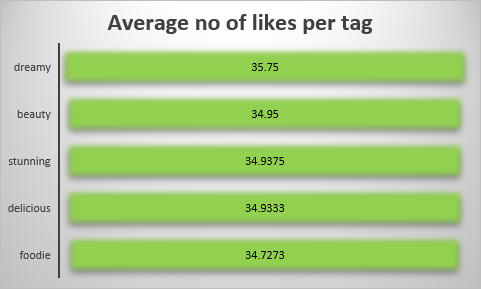 Average no of likes per tag
dreamy 35.75
beauty 34.95
stunning 34.9375
delicious 34.9333
foodie 34.7273